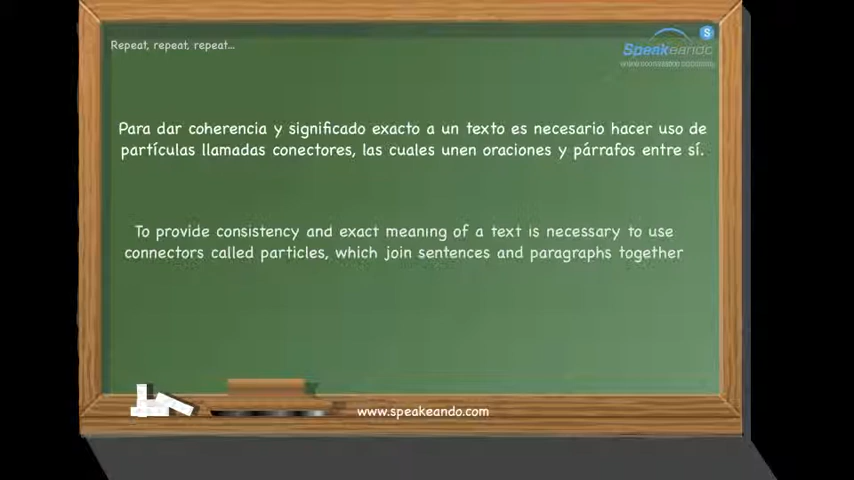 Repeat, repeat, repeat...
S
Speakeando
Para dar coherencia y significado exacto a un texto es necesario hacer uso de
partículas llamadas conectores, las cuales unen oraciones y párrafos entre sí.
To provide consistency and exact meaning of a text is necessary to use
connectors called particles, which join sentences and paragraphs together
www.speakeando.com